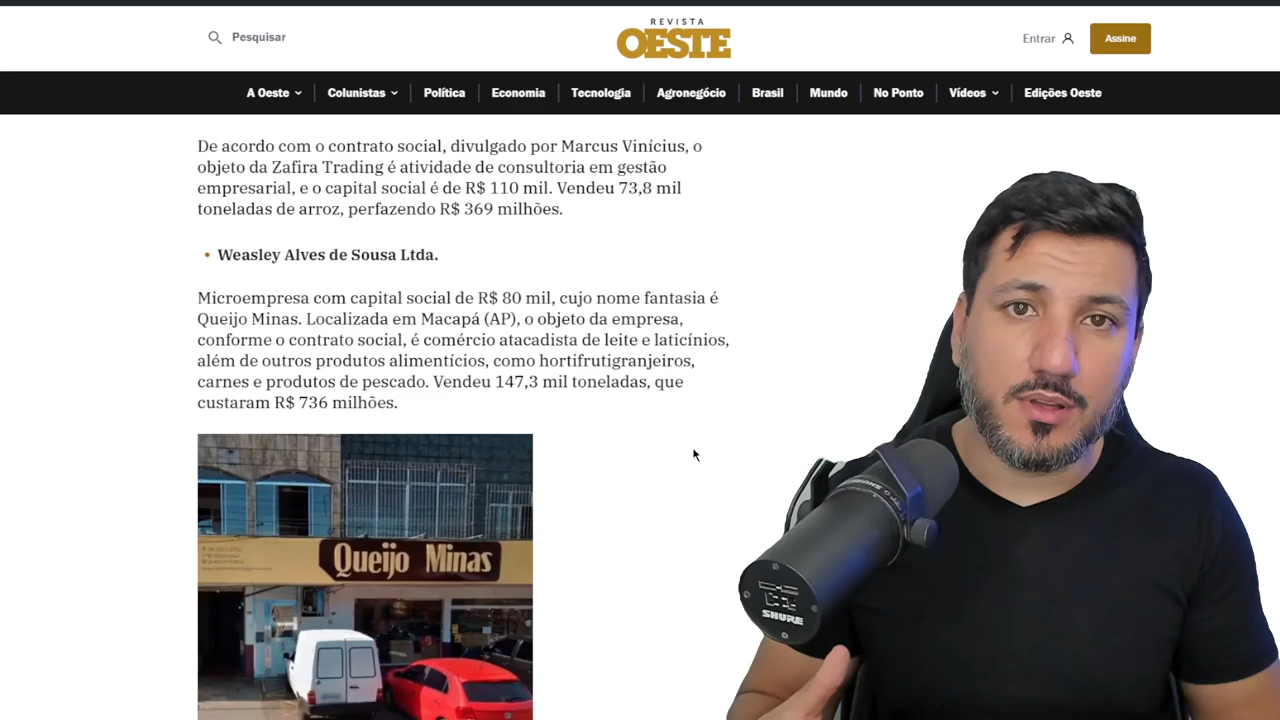 Pesquisar
REVISTA
OESTE
Entrar
Assine
A Oeste
Colunistas
Política
Economia
Tecnologia
Agronegócio
Brasil
Mundo
No Ponto
Vídeos
Edições Oeste
De acordo com o contrato social, divulgado por Marcus Vinícius, o
objeto da Zafira Trading é atividade de consultoria em gestão
empresarial, e o capital social é de R$ 110 mil. Vendeu 73,8 mil
toneladas de arroz, perfazendo R$ 369 milhões.
• Weasley Alves de Sousa Ltda.
Microempresa com capital social de R$ 80 mil, cujo nome fantasia é
Queijo Minas. Localizada em Macapá (AP), o objeto da empresa,
conforme o contrato social, é comércio atacadista de leite e laticínios,
além de outros produtos alimentícios, como hortifrutigranjeiros,
carnes e produtos de pescado. Vendeu 147,3 mil toneladas, que
custaram R$ 736 milhões.
Queijo Minas
SHURE